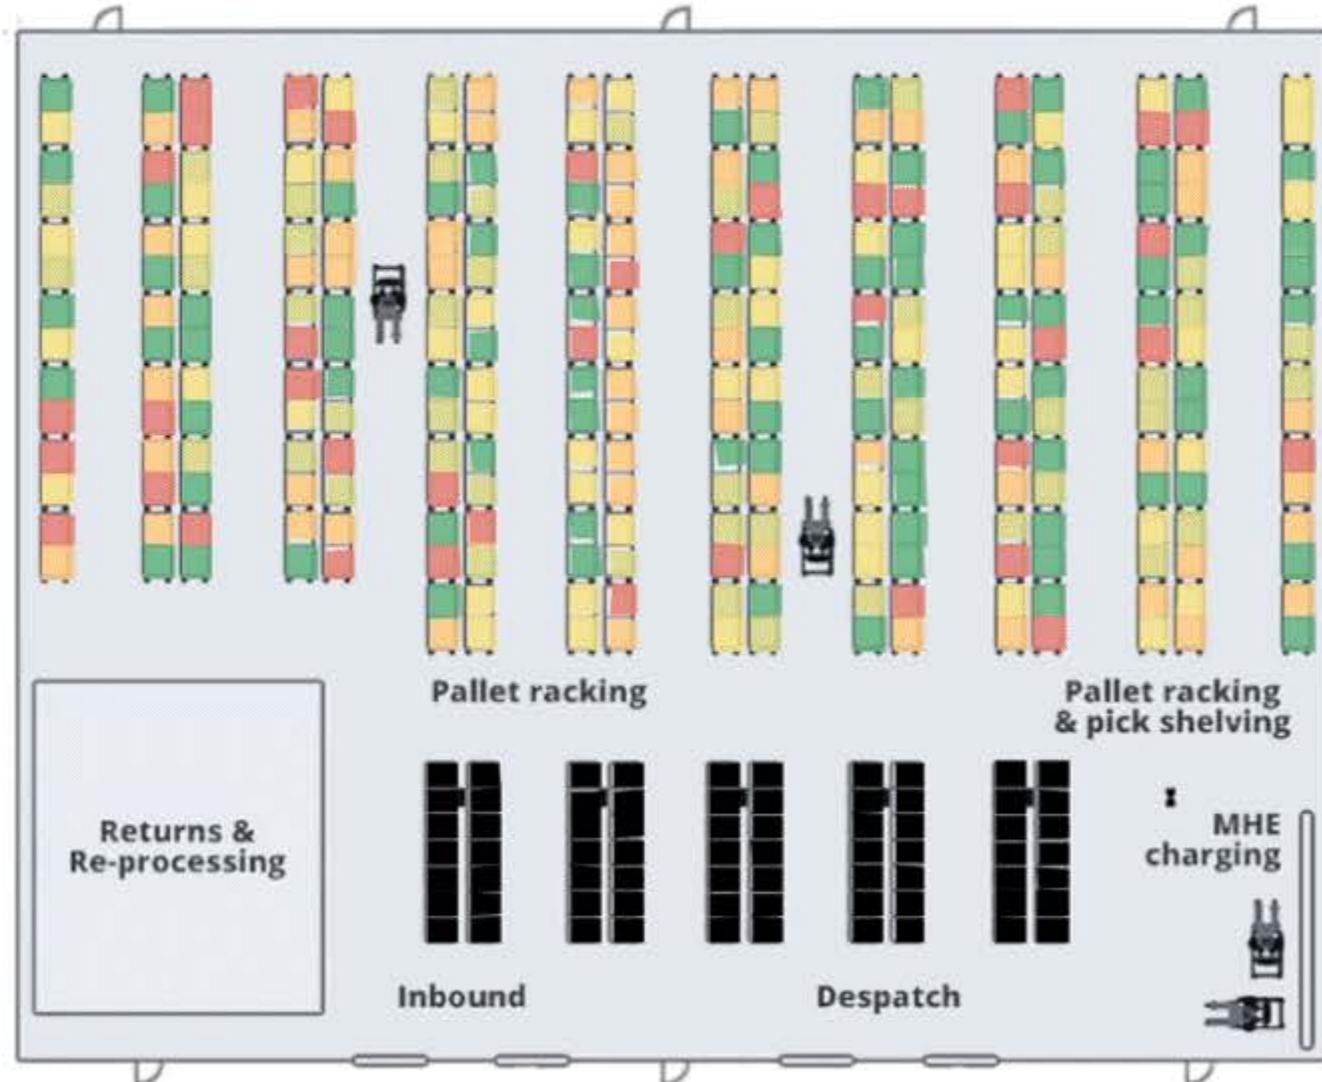 Pallet racking
Pallet racking
& pick shelving
Returns &
Re-processing
MHE
charging
Inbound
Despatch